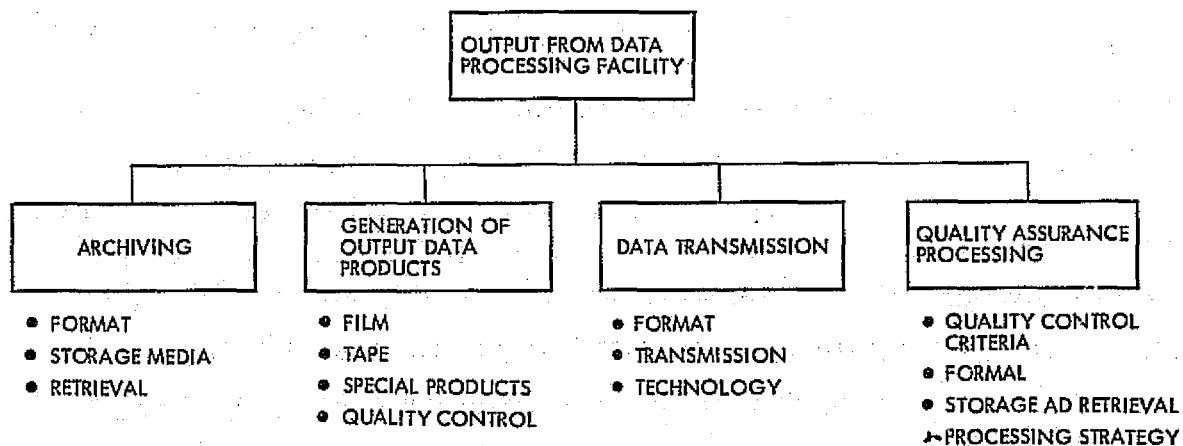 OUTPUT FROM DATA
PROCESSING FACILITY
ARCHIVING
• FORMAT
• STORAGE MEDIA
• RETRIEVAL
GENERATION OF
OUTPUT DATA
PRODUCTS
• FILM
• TAPE
• SPECIAL PRODUCTS
• QUALITY CONTROL
DATA TRANSMISSION
• FORMAT
• TRANSMISSION
• TECHNOLOGY
QUALITY ASSURANCE
PROCESSING
• QUALITY CONTROL
CRITERIA
• FORMAL
• STORAGE AD RETRIEVAL
• PROCESSING STRATEGY